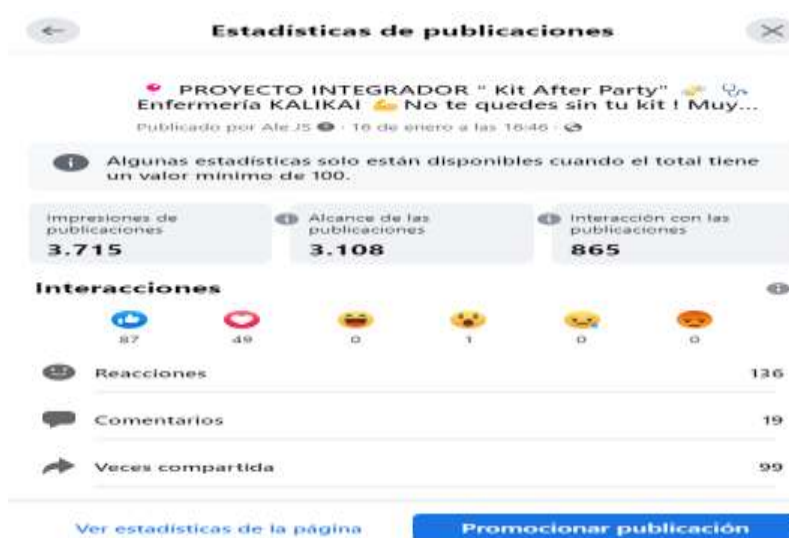 Estadísticas de publicaciones
PROYECTO INTEGRADOR " Kit After Party"
Enfermería KALIKAI 💪 No te quedes sin tu kit ! Muy...
Publicado por Ale JS · 16 de enero a las 16:46 ·
Algunas estadísticas solo están disponibles cuando el total tiene
un valor mínimo de 100.
Impresiones de
publicaciones
3.715
Alcance de las
publicaciones
3.108
Interacción con las
publicaciones
865
Interacciones
87 49 0 1 0 0
Reacciones 136
Comentarios 19
Veces compartida 99
Ver estadísticas de la página Promocionar publicación